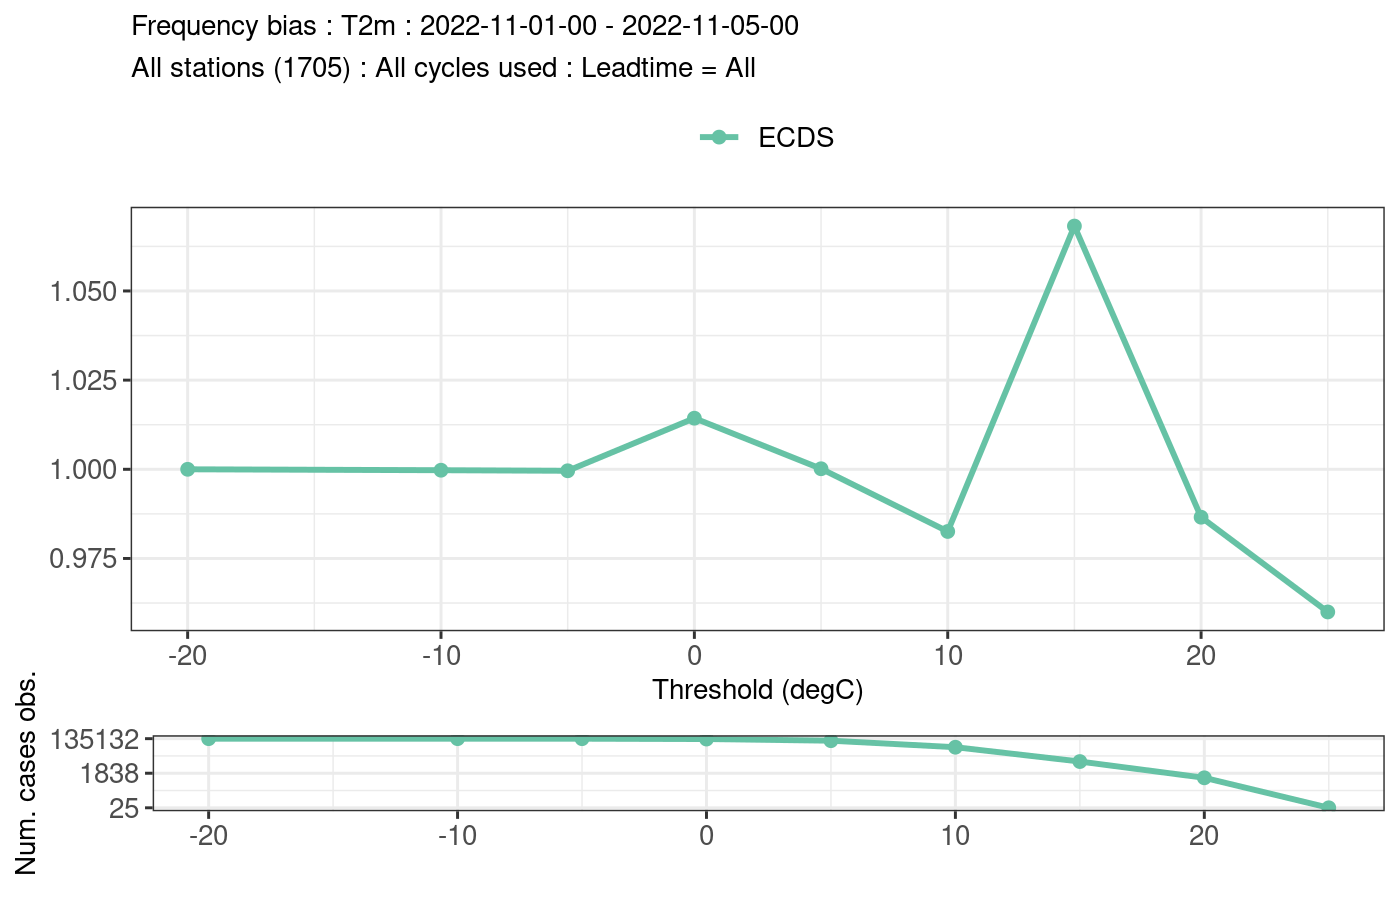 Frequency bias : T2m : 2022-11-01-00 - 2022-11-05-00
All stations (1705) : All cycles used : Leadtime = All
ECDS
1.050
1.025
1.000
0.975
-20 -10 0 10 20
Threshold (degC)
Num. cases obs.
135132
1838
25
-20 -10 0 10 20